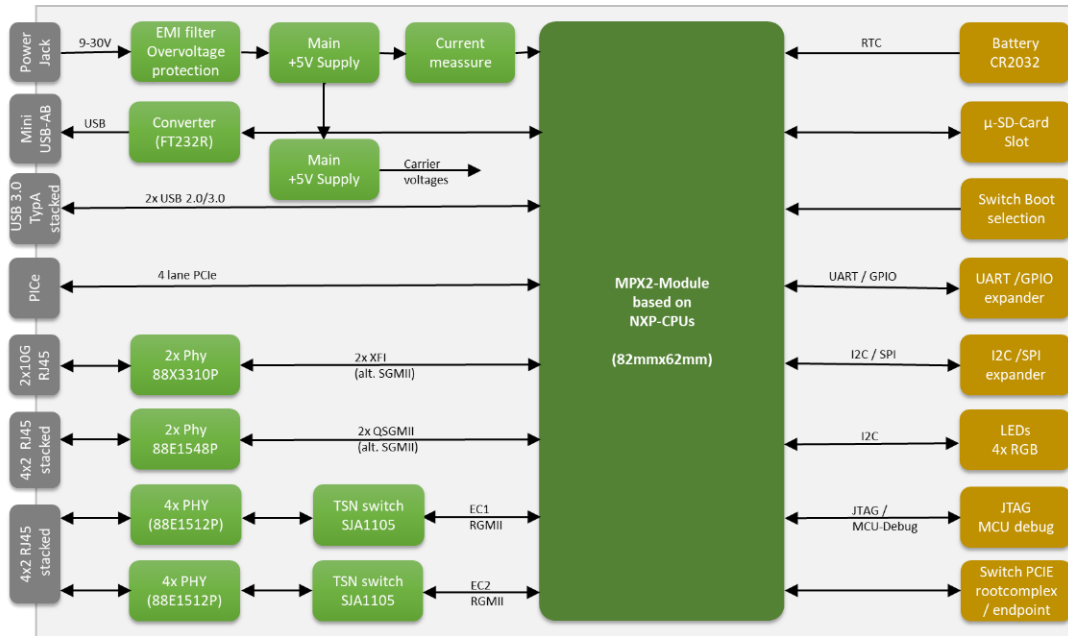 Power
Jack
9-30V
EMI filter
Overvoltage
protection
Main
+5V Supply
Current
meassure
RTC
Battery
CR2032
Mini
USB-AB
USB
Converter
(FT232R)
Main
+5V Supply
Carrier
voltages
µ-SD-Card
Slot
USB 3.0
TypA
stacked
2x USB 2.0/3.0
Switch Boot
selection
PICe
4 lane PCIe
MPX2-Module
based on
NXP-CPUs
(82mmx62mm)
UART / GPIO
UART /GPIO
expander
2x10G
RJ45
2x Phy
88X3310P
2x XFI
(alt. SGMII)
I2C / SPI
I2C /SPI
expander
4x2 RJ45
stacked
2x Phy
88E1548P
2x QSGMII
(alt. SGMII)
I2C
LEDs
4x RGB
4x2 RJ45
stacked
4x PHY
(88E1512P)
TSN switch
SJA1105
EC1
RGMII
JTAG /
MCU-Debug
JTAG
MCU debug
4x PHY
(88E1512P)
TSN switch
SJA1105
EC2
RGMII
Switch PCIE
rootcomplex
/ endpoint